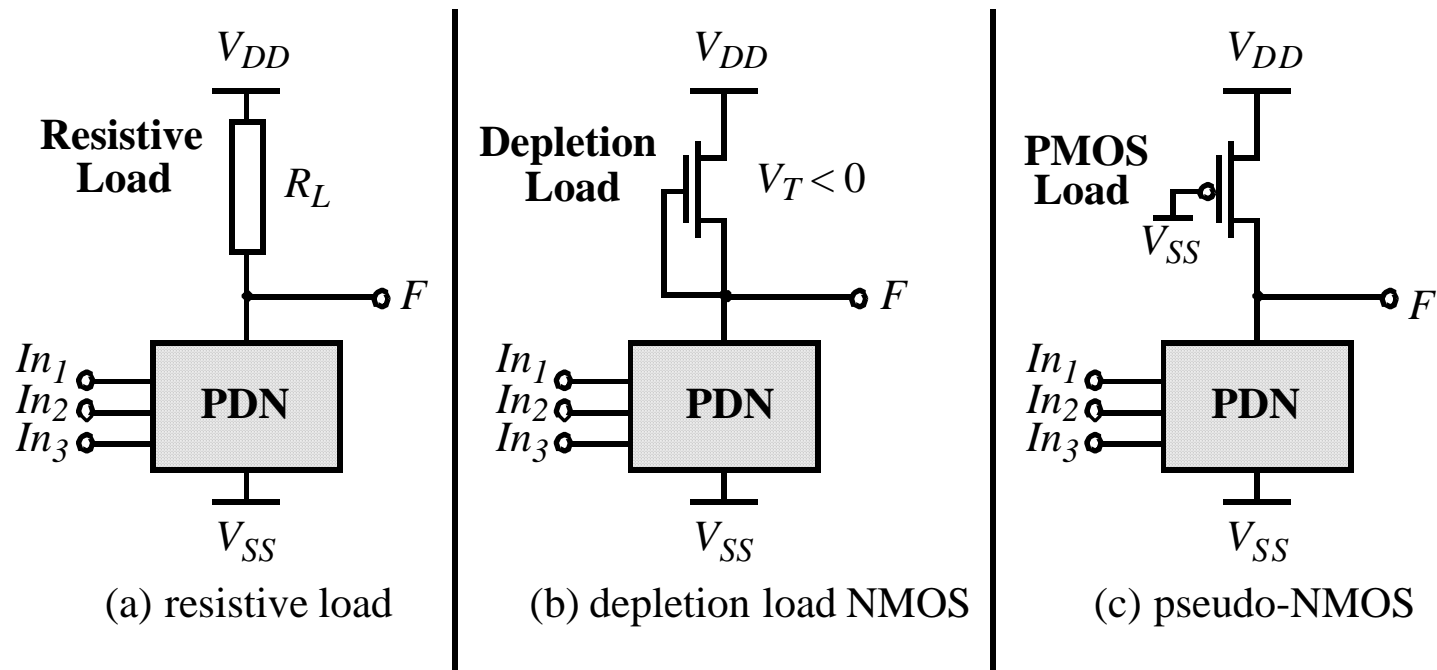 V_DD
Resistive
Load
R_L
F
In_1
In_2
In_3
PDN
V_SS
(a) resistive load
V_DD
Depletion
Load
V_T < 0
F
In_1
In_2
In_3
PDN
V_SS
(b) depletion load NMOS
V_DD
PMOS
Load
V_SS
F
In_1
In_2
In_3
PDN
V_SS
(c) pseudo-NMOS